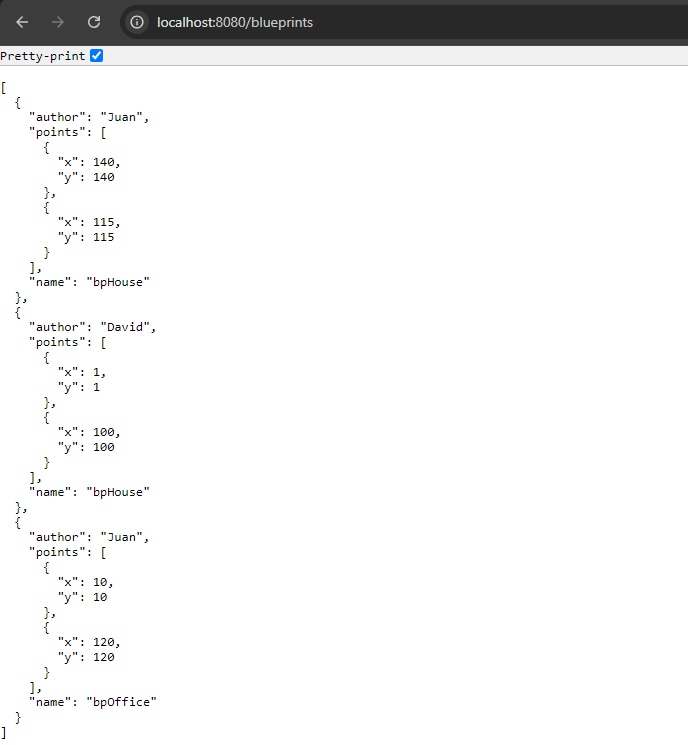 localhost:8080/blueprints
Pretty-print
[
  {
    "author": "Juan",
    "points": [
      {
        "x": 140,
        "y": 140
      },
      {
        "x": 115,
        "y": 115
      }
    ],
    "name": "bpHouse"
  },
  {
    "author": "David",
    "points": [
      {
        "x": 1,
        "y": 1
      },
      {
        "x": 100,
        "y": 100
      }
    ],
    "name": "bpHouse"
  },
  {
    "author": "Juan",
    "points": [
      {
        "x": 10,
        "y": 10
      },
      {
        "x": 120,
        "y": 120
      }
    ],
    "name": "bpOffice"
  }
]